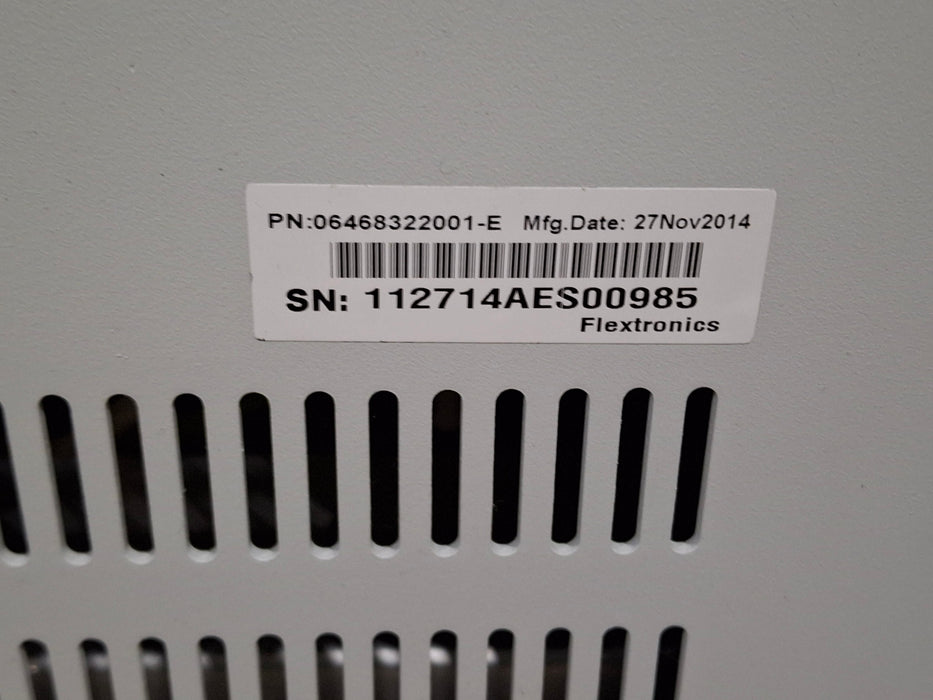 PN:06468322001-E Mfg.Date: 27Nov2014
SN: 112714AES00985
Flextronics